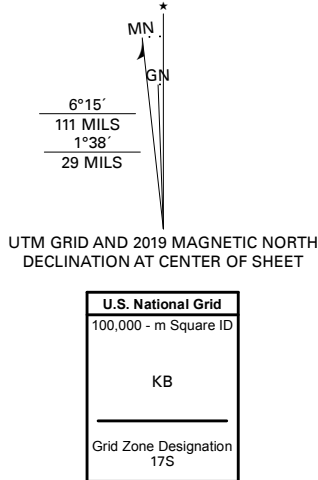 MN
GN
6°15´
111 MILS
1°38´
29 MILS
UTM GRID AND 2019 MAGNETIC NORTH
DECLINATION AT CENTER OF SHEET
U.S. National Grid
100,000 - m Square ID
KB
Grid Zone Designation
17S